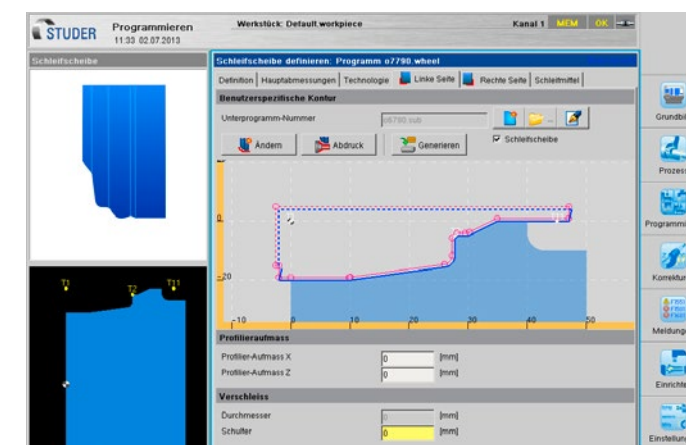 STUDER Programmieren
11:33 02.07.2013
Werkstück: Default.workpiece
Kanal 1 MEM OK
Schleifscheibe
Schleifscheibe definieren: Programm o7790.wheel
Definition Hauptabmessungen Technologie Linke Seite Rechte Seite Schleifmittel
Benutzerspezifische Kontur
Unterprogramm-Nummer o6790.sub
Schleifscheibe
Ändern Abdruck Generieren
0
-20
-10 0 10 20 30 40 50
T1 T2 T11
Profilieraufmass
Profilier-Aufmass X 0 [mm]
Profilier-Aufmass Z 0 [mm]
Verschleiss
Durchmesser 0 [mm]
Schulter 0 [mm]
Grundbil
Prozess
Programmi
Korrektur
Meldung
Einricht
Einstellun